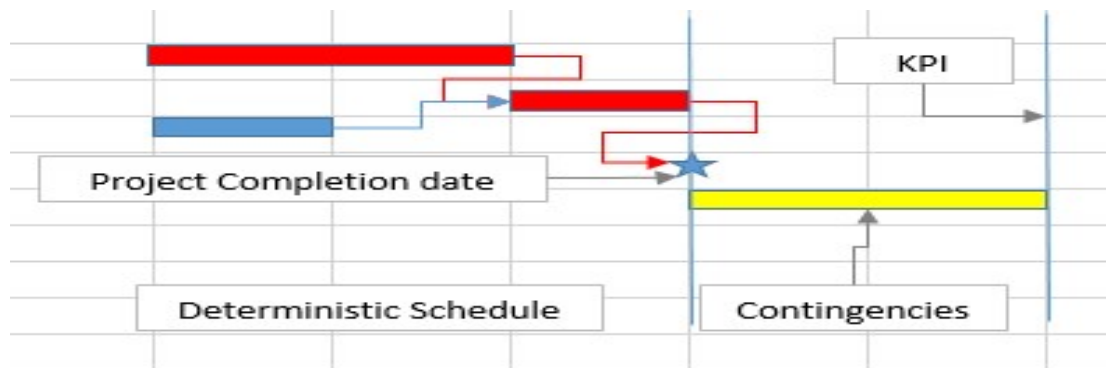 KPI
Project Completion date
Deterministic Schedule
Contingencies